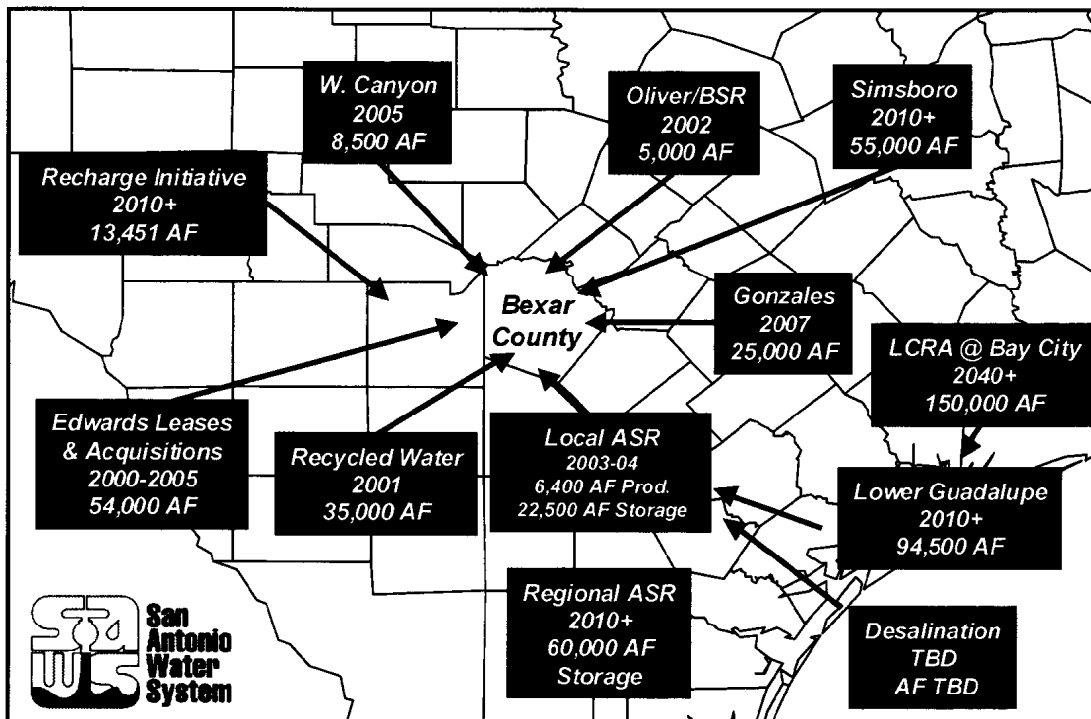 W. Canyon
2005
8,500 AF
Oliver/BSR
2002
5,000 AF
Simsboro
2010+
55,000 AF
Recharge Initiative
2010+
13,451 AF
Bexar
County
Gonzales
2007
25,000 AF
LCRA @ Bay City
2040+
150,000 AF
Edwards Leases
& Acquisitions
2000-2005
54,000 AF
Recycled Water
2001
35,000 AF
Local ASR
2003-04
6,400 AF Prod.
22,500 AF Storage
Lower Guadalupe
2010+
94,500 AF
Regional ASR
2010+
60,000 AF
Storage
Desalination
TBD
AF TBD
San
Antonio
Water
System